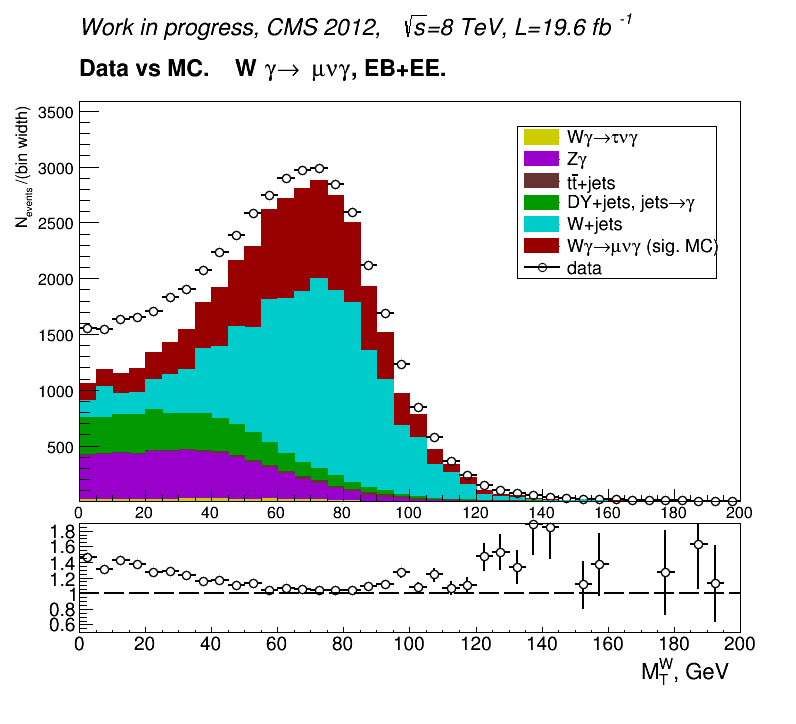 Work in progress, CMS 2012, √s=8 TeV, L=19.6 fb -1
Data vs MC. W γ→ μνγ, EB+EE.
N events /(bin width)
3500
3000
2500
2000
1500
1000
500
Wγ→τνγ
Zγ
tt̄+jets
DY+jets, jets→γ
W+jets
Wγ→μνγ (sig. MC)
data
0 20 40 60 80 100 120 140 160 180 200
1.8
1.6
1.4
1.2
1
0.8
0.6
0 20 40 60 80 100 120 140 160 180 200
M_T^W, GeV